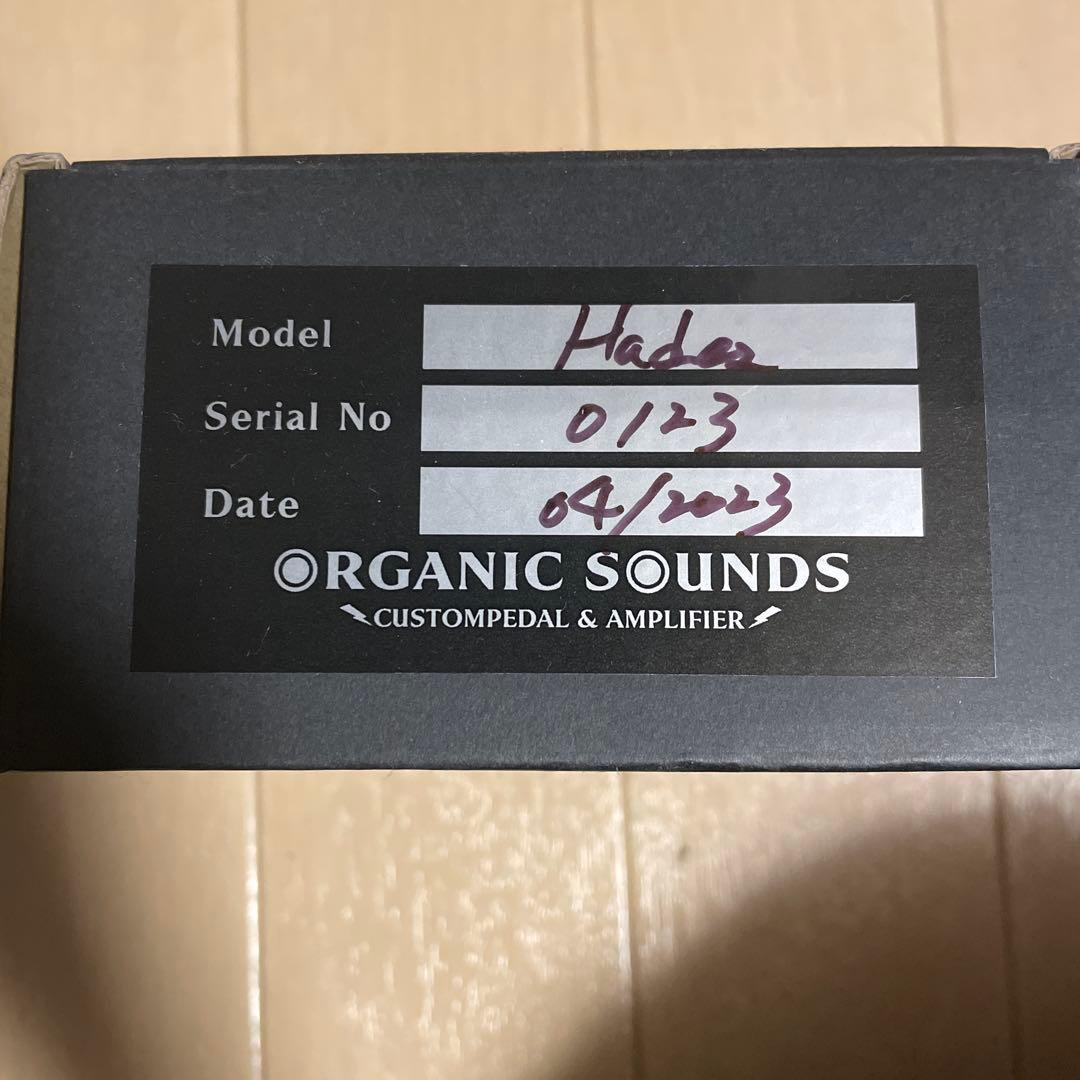 Model Hades
Serial No 0123
Date 04/2023
ORGANIC SOUNDS
CUSTOMPEDAL & AMPLIFIER